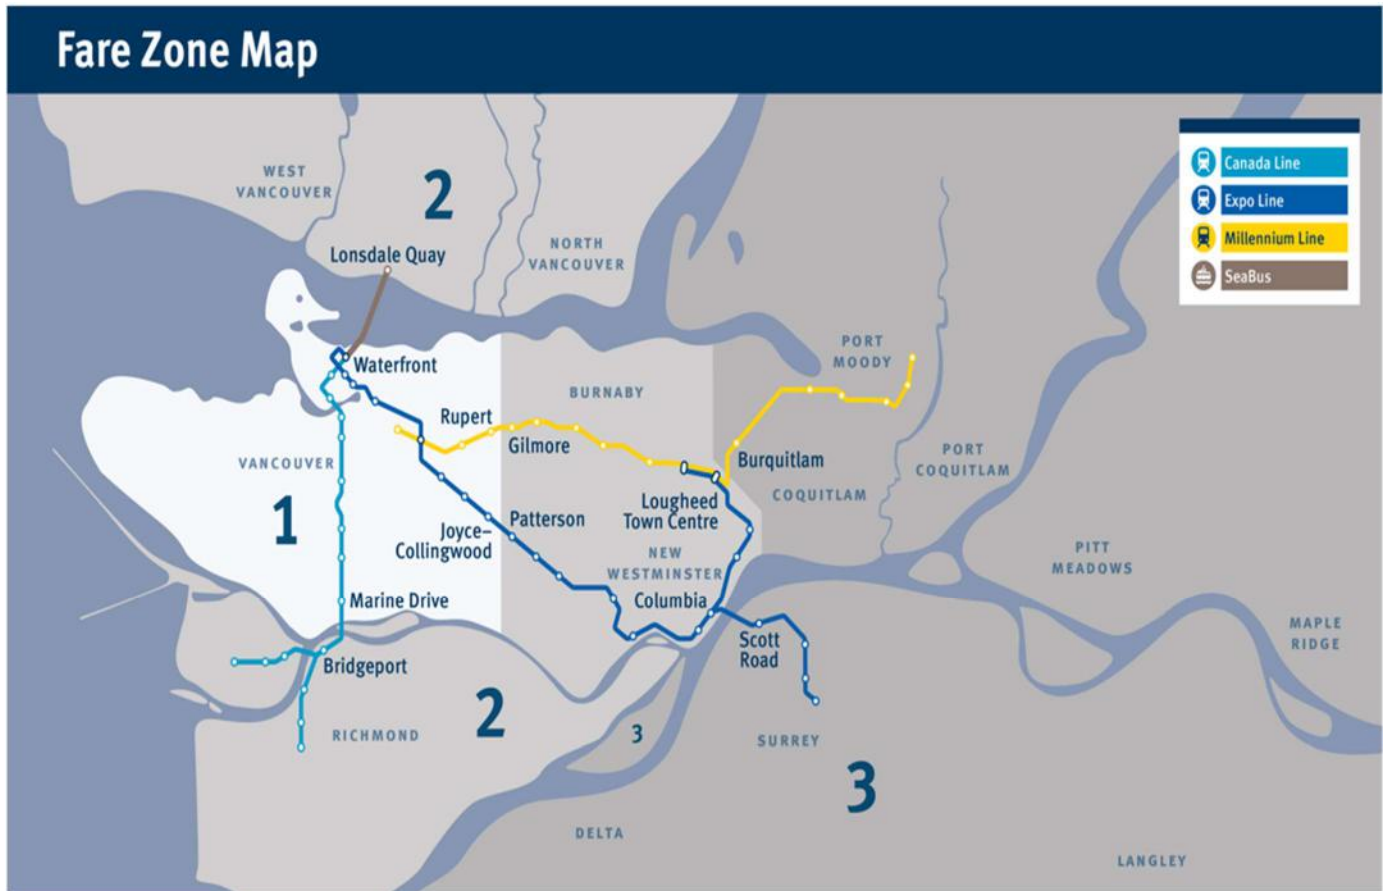 Fare Zone Map
Canada Line
Expo Line
Millennium Line
SeaBus
WEST
VANCOUVER
2
NORTH
VANCOUVER
Lonsdale Quay
Waterfront
PORT
MOODY
BURNABY
Rupert
Gilmore
VANCOUVER
Burquitlam
PORT
COQUITLAM
COQUITLAM
1
Lougheed
Town Centre
Patterson
Joyce–
Collingwood
NEW
WESTMINSTER
PITT
MEADOWS
Marine Drive
Columbia
MAPLE
RIDGE
Scott
Road
Bridgeport
2
RICHMOND
3
SURREY
3
DELTA
LANGLEY